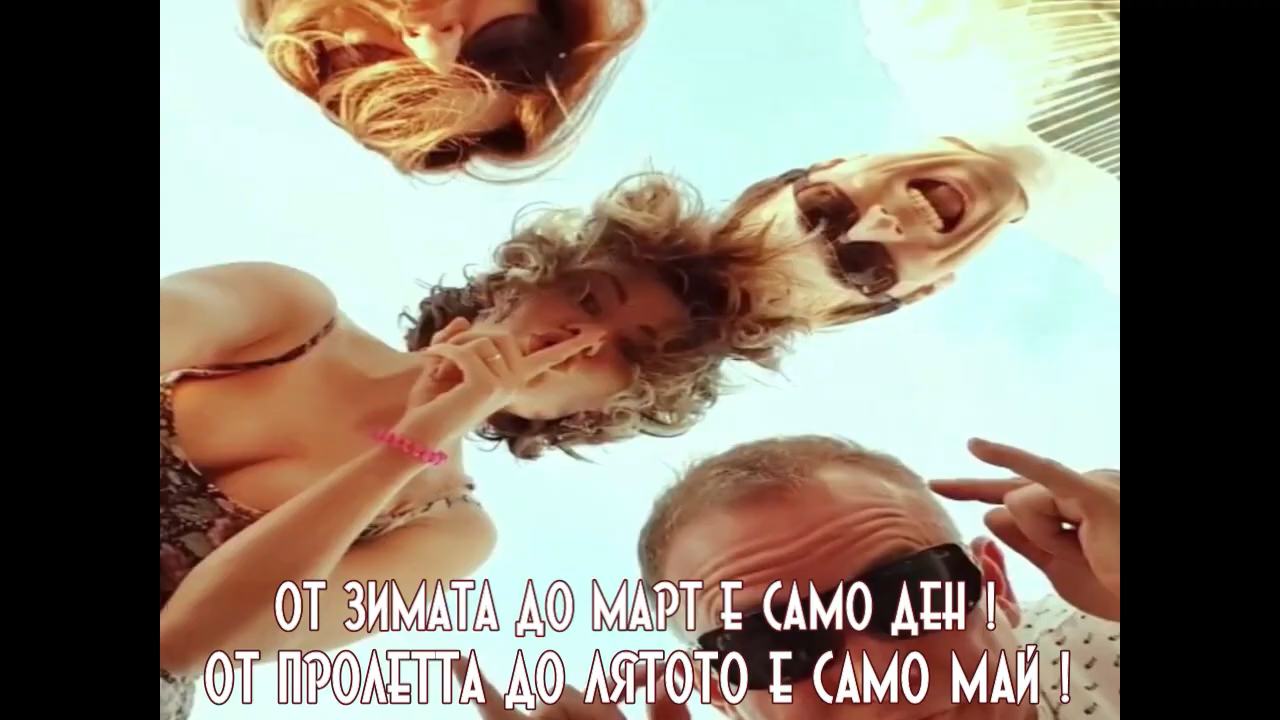 ОТ ЗИМАТА ДО МАРТ Е САМО ДЕН !
ОТ ПРОЛЕТТА ДО ЛЯТОТО Е САМО МАЙ !